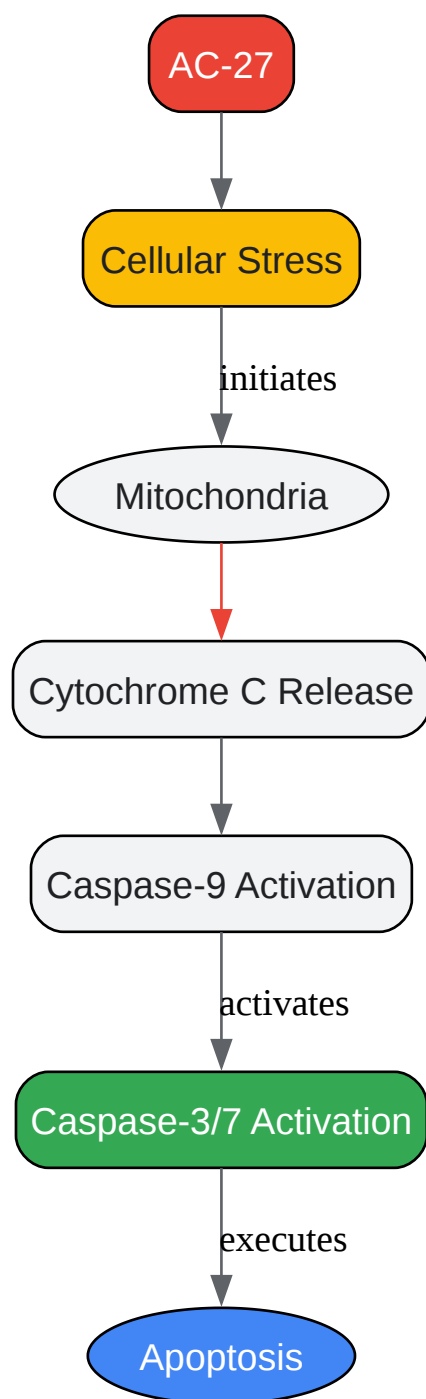 AC-27
Cellular Stress
initiates
Mitochondria
Cytochrome C Release
Caspase-9 Activation
activates
Caspase-3/7 Activation
executes
Apoptosis